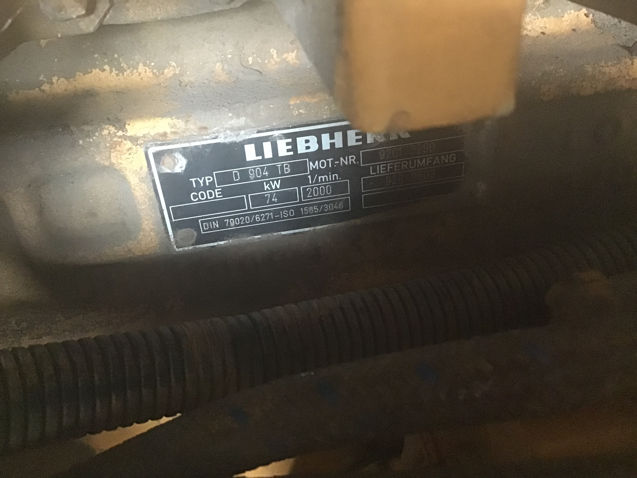 LIEBHERR
TYP D 904 TB MOT-NR.
CODE kW 1/min. LIEFERUMFANG
74 2000
DIN 79020/6271-ISO 1585/3046